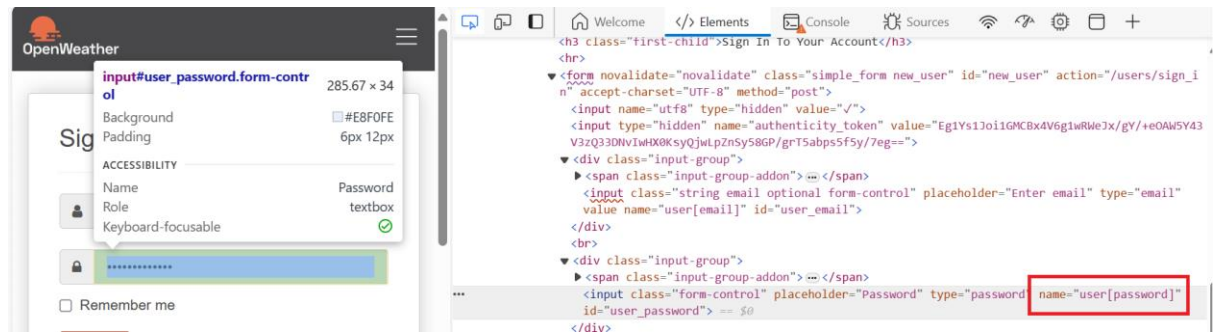 OpenWeather
input#user_password.form-contr
ol
285.67 × 34
Background
#E8F0FE
Padding
6px 12px
ACCESSIBILITY
Name
Password
Role
textbox
Keyboard-focusable
Sig
•••••••••••••
Remember me
Welcome
</> Elements
Console
Sources
<h3 class="first-child">Sign In To Your Account</h3>
<hr>
▼<form novalidate="novalidate" class="simple_form new_user" id="new_user" action="/users/sign_i
n" accept-charset="UTF-8" method="post">
<input name="utf8" type="hidden" value="✓">
<input type="hidden" name="authenticity_token" value="Eg1Ys1Joi1GMCBx4V6g1wRWeJx/gY/+eOAW5Y43
V3zQ33DNvIwHX0KsyQjwLpZnSy58GP/grT5abps5f5y/7eg==">
▼<div class="input-group">
▶<span class="input-group-addon">…</span>
<input class="string email optional form-control" placeholder="Enter email" type="email"
value name="user[email]" id="user_email">
</div>
<br>
▼<div class="input-group">
▶<span class="input-group-addon">…</span>
<input class="form-control" placeholder="Password" type="password" name="user[password]"
id="user_password"> == $0
</div>